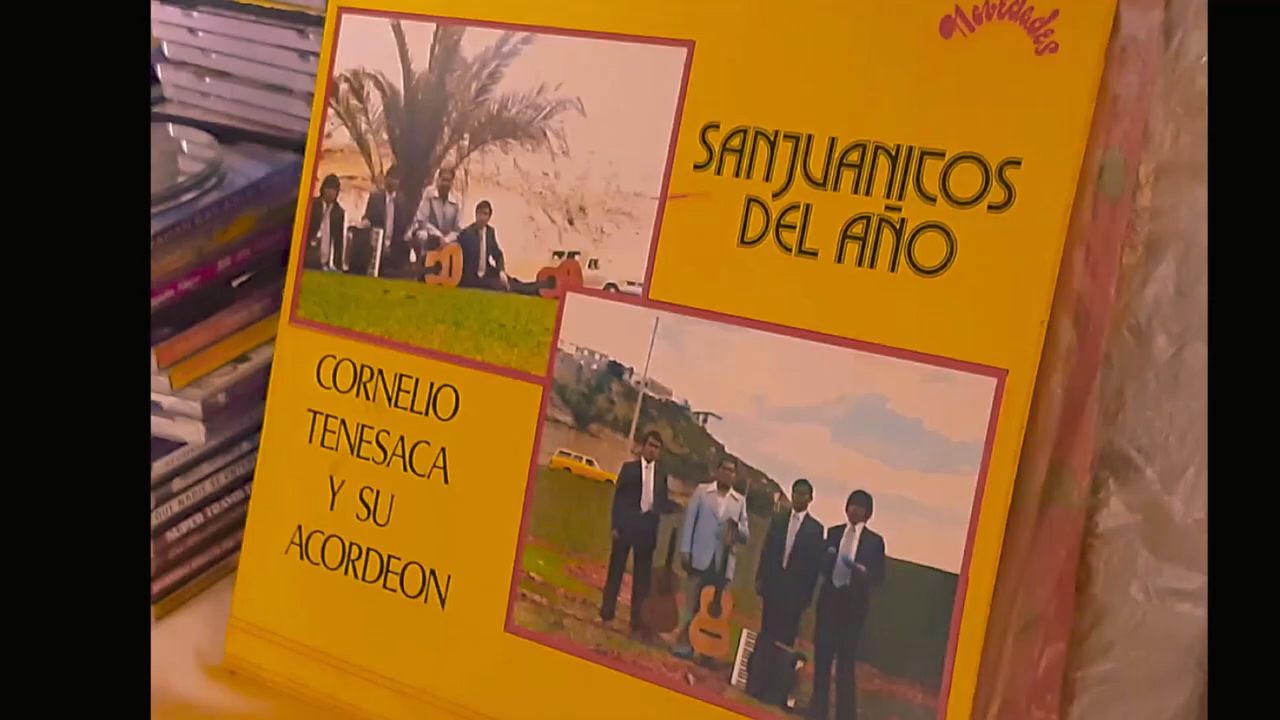 Novedades
SANJUANITOS
DEL AÑO
CORNELIO
TENESACA
Y SU
ACORDEON